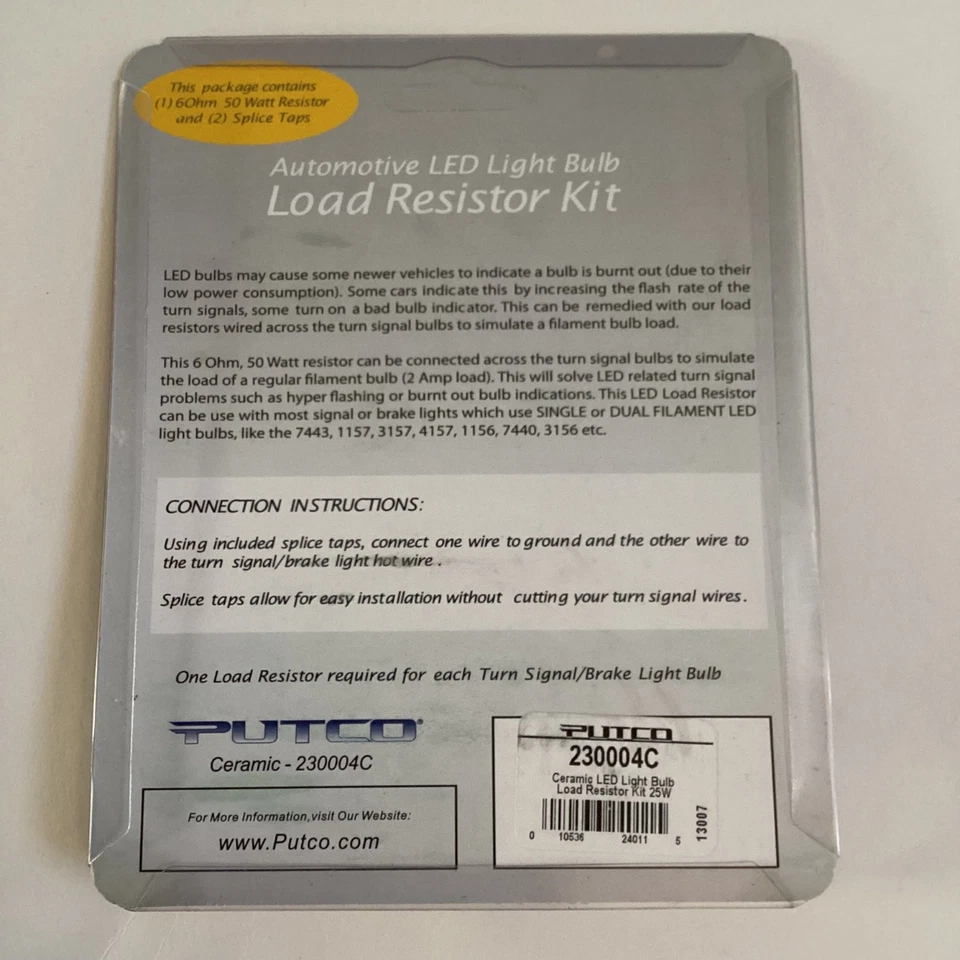 This package contains
(1) 6Ohm 50 Watt Resistor
and (2) Splice Taps
Automotive LED Light Bulb
Load Resistor Kit
LED bulbs may cause some newer vehicles to indicate a bulb is burnt out (due to their
low power consumption). Some cars indicate this by increasing the flash rate of the
turn signals, some turn on a bad bulb indicator. This can be remedied with our load
resistors wired across the turn signal bulbs to simulate a filament bulb load.
This 6 Ohm, 50 Watt resistor can be connected across the turn signal bulbs to simulate
the load of a regular filament bulb (2 Amp load). This will solve LED related turn signal
problems such as hyper flashing or burnt out bulb indications. This LED Load Resistor
can be use with most signal or brake lights which use SINGLE or DUAL FILAMENT LED
light bulbs, like the 7443, 1157, 3157, 4157, 1156, 7440, 3156 etc.
CONNECTION INSTRUCTIONS:
Using included splice taps, connect one wire to ground and the other wire to
the turn signal/brake light hot wire .
Splice taps allow for easy installation without cutting your turn signal wires.
One Load Resistor required for each Turn Signal/Brake Light Bulb
PUTCO®
Ceramic - 230004C
For More Information,visit Our Website:
www.Putco.com
PUTCO
230004C
Ceramic LED Light Bulb
Load Resistor Kit 25W
0 10536 24011 5
13007